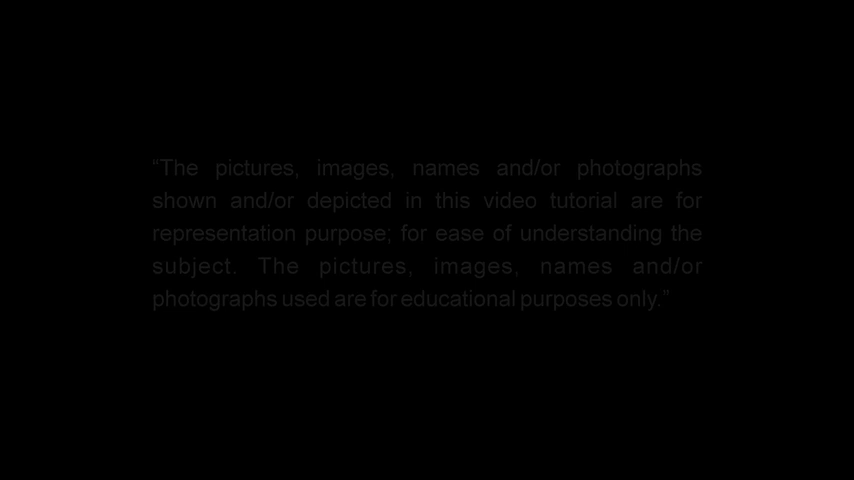 “The pictures, images, names and/or photographs
shown and/or depicted in this video tutorial are for
representation purpose; for ease of understanding the
subject. The pictures, images, names and/or
photographs used are for educational purposes only.”